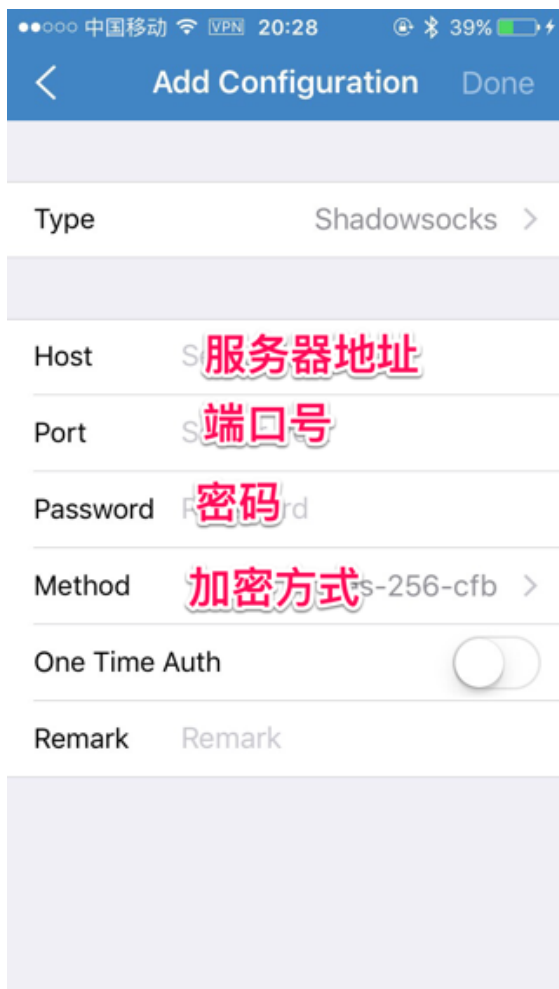 中国移动 VPN 20:28 39%
Add Configuration Done
Type Shadowsocks
Host 服务器地址
Port 端口号
Password 密码
Method 加密方式 -256-cfb
One Time Auth
Remark Remark